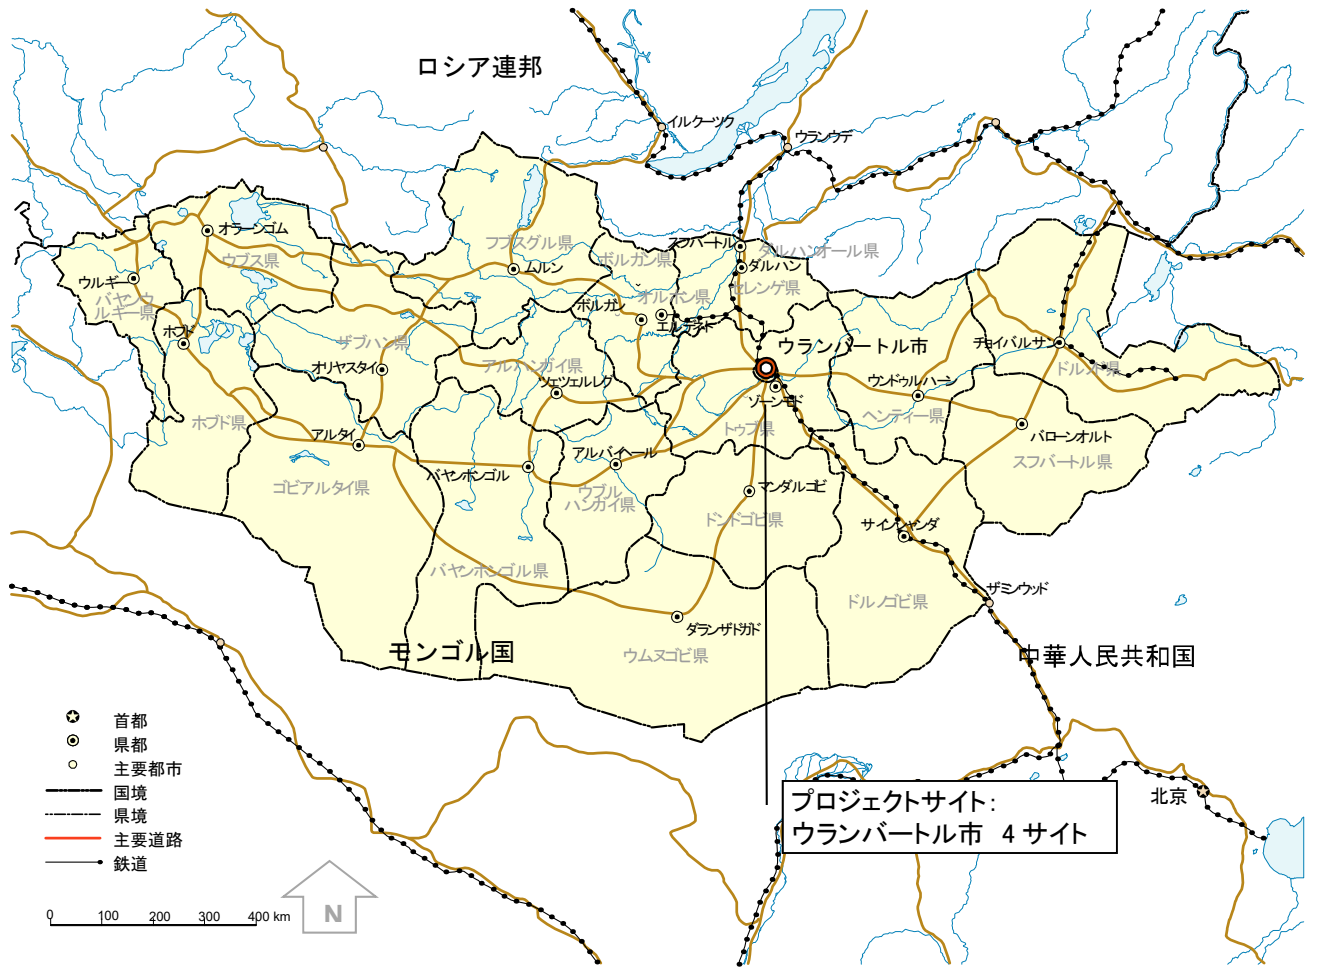 ロシア連邦
イルクーツク
ウランウデ
オラーンゴム
スフバートル
フブスグル県
ダルハンオール県
ボルガン県
ウブス県
ムルン
ダルハン
ウルギー
セレンゲ県
バヤンウ
ルギー県
オルホン県
ボルガン
エルデネト
ホブド
ザブハン県
ウランバートル市
チョイバルサン
アルハンガイ県
オリヤスタイ
ドルノド県
ツェツェルレグ
ウンドゥルハーン
ゾーンモド
ホブド県
ヘンティー県
トゥブ県
アルタイ
バローンオルト
アルバイヘール
スフバートル県
バヤンホンゴル
ゴビアルタイ県
ウブル
ハンガイ県
マンダルゴビ
ドンドゴビ県
サインシャンダ
バヤンホンゴル県
ザミンウッド
ドルノゴビ県
ダランザドガド
モンゴル国
ウムヌゴビ県
中華人民共和国
首都
県都
主要都市
国境
県境
主要道路
鉄道
北京
プロジェクトサイト:
ウランバートル市 4 サイト
N
0 100 200 300 400 km